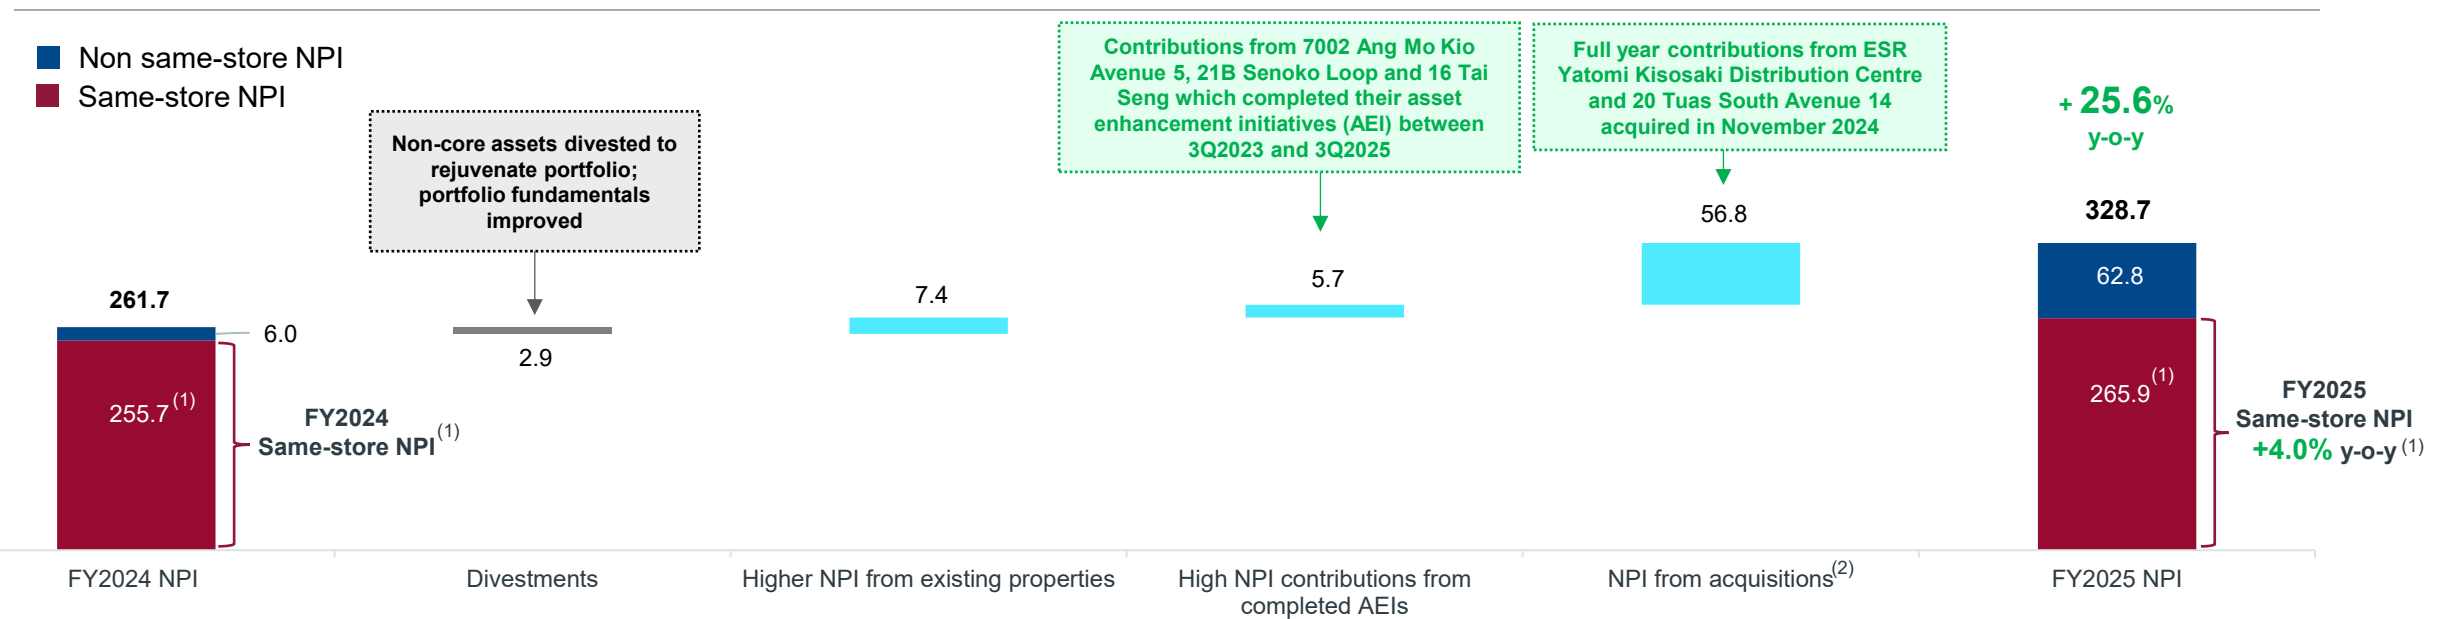 Non same-store NPI
Same-store NPI
Non-core assets divested to
rejuvenate portfolio;
portfolio fundamentals
improved
Contributions from 7002 Ang Mo Kio
Avenue 5, 21B Senoko Loop and 16 Tai
Seng which completed their asset
enhancement initiatives (AEI) between
3Q2023 and 3Q2025
Full year contributions from ESR
Yatomi Kisosaki Distribution Centre
and 20 Tuas South Avenue 14
acquired in November 2024
+ 25.6%
y-o-y
261.7
6.0
255.7 (1)
FY2024
Same-store NPI (1)
2.9
7.4
5.7
56.8
328.7
62.8
265.9 (1)
FY2025
Same-store NPI
+4.0% y-o-y (1)
FY2024 NPI
Divestments
Higher NPI from existing properties
High NPI contributions from
completed AEIs
NPI from acquisitions(2)
FY2025 NPI